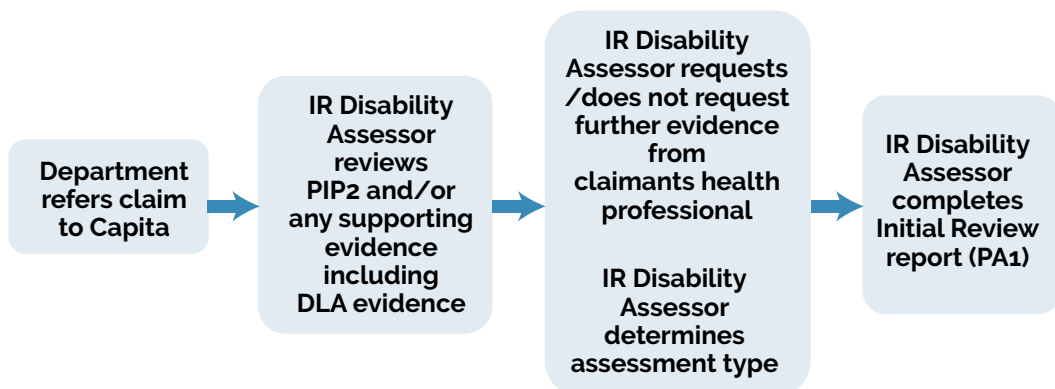 Department
refers claim
to Capita
IR Disability
Assessor
reviews
PIP2 and/or
any supporting
evidence
including
DLA evidence
IR Disability
Assessor requests
/does not request
further evidence
from
claimants health
professional
IR Disability
Assessor
determines
assessment type
IR Disability
Assessor
completes
Initial Review
report (PA1)